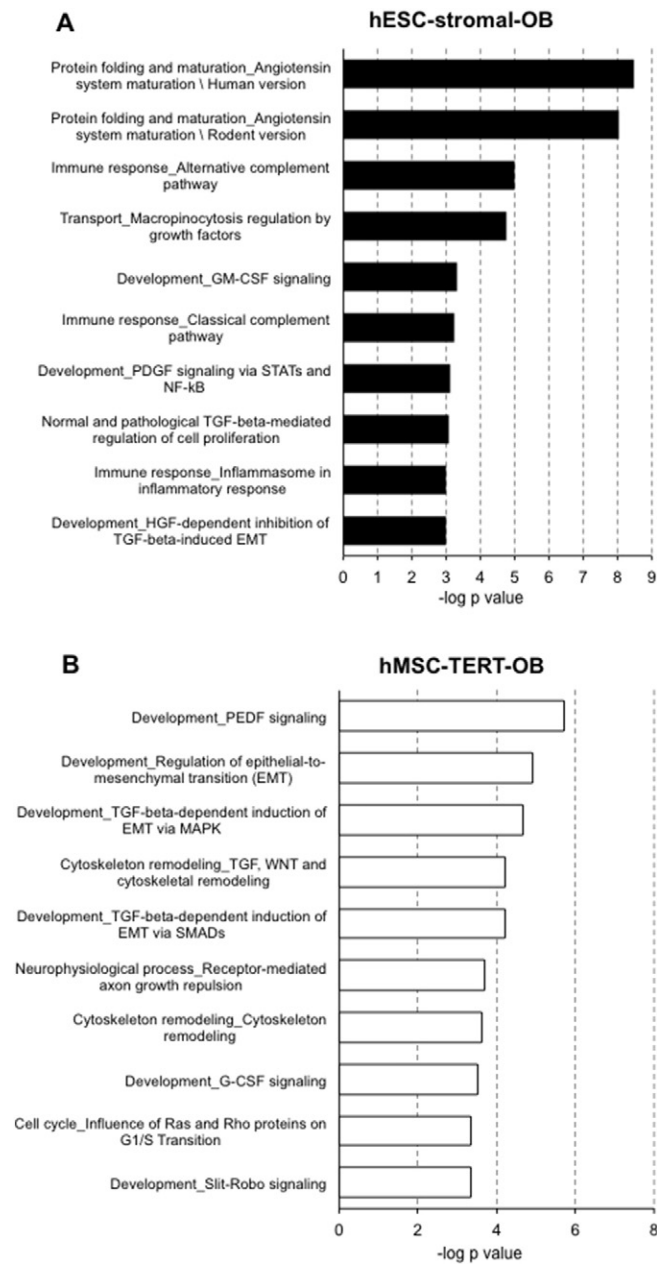 A
hESC-stromal-OB
Protein folding and maturation_Angiotensin
system maturation \ Human version
Protein folding and maturation_Angiotensin
system maturation \ Rodent version
Immune response_Alternative complement
pathway
Transport_Macropinocytosis regulation by
growth factors
Development_GM-CSF signaling
Immune response_Classical complement
pathway
Development_PDGF signaling via STATs and
NF-kB
Normal and pathological TGF-beta-mediated
regulation of cell proliferation
Immune response_Inflammasome in
inflammatory response
Development_HGF-dependent inhibition of
TGF-beta-induced EMT
0 1 2 3 4 5 6 7 8 9
-log p value
B
hMSC-TERT-OB
Development_PEDF signaling
Development_Regulation of epithelial-to-
mesenchymal transition (EMT)
Development_TGF-beta-dependent induction of
EMT via MAPK
Cytoskeleton remodeling_TGF, WNT and
cytoskeletal remodeling
Development_TGF-beta-dependent induction of
EMT via SMADs
Neurophysiological process_Receptor-mediated
axon growth repulsion
Cytoskeleton remodeling_Cytoskeleton
remodeling
Development_G-CSF signaling
Cell cycle_Influence of Ras and Rho proteins on
G1/S Transition
Development_Slit-Robo signaling
0 2 4 6 8
-log p value